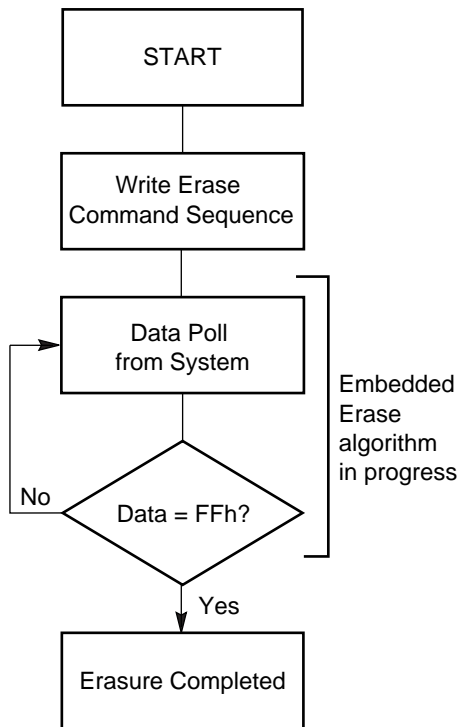 START
Write Erase
Command Sequence
Data Poll
from System
Embedded
Erase
algorithm
in progress
No
Data = FFh?
Yes
Erasure Completed